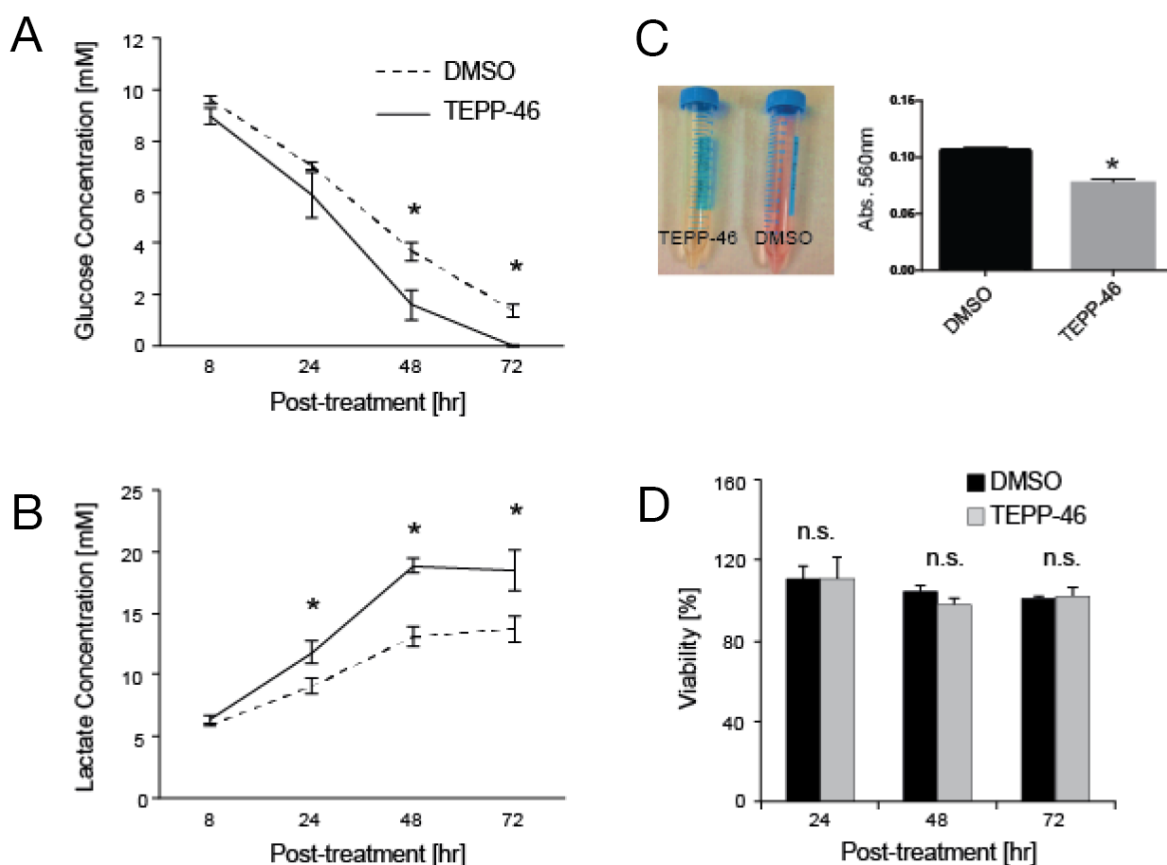 A
Glucose Concentration [mM]
12
10
8
6
4
2
0
DMSO
TEPP-46
*
*
8 24 48 72
Post-treatment [hr]
B
Lactate Concentration [mM]
25
20
15
10
5
0
*
*
*
8 24 48 72
Post-treatment [hr]
C
TEPP-46 DMSO
Abs. 560nm
0.15
0.10
0.05
0.00
*
DMSO
TEPP-46
D
Viability [%]
160
120
80
40
0
DMSO
TEPP-46
n.s.
n.s.
n.s.
24 48 72
Post-treatment [hr]